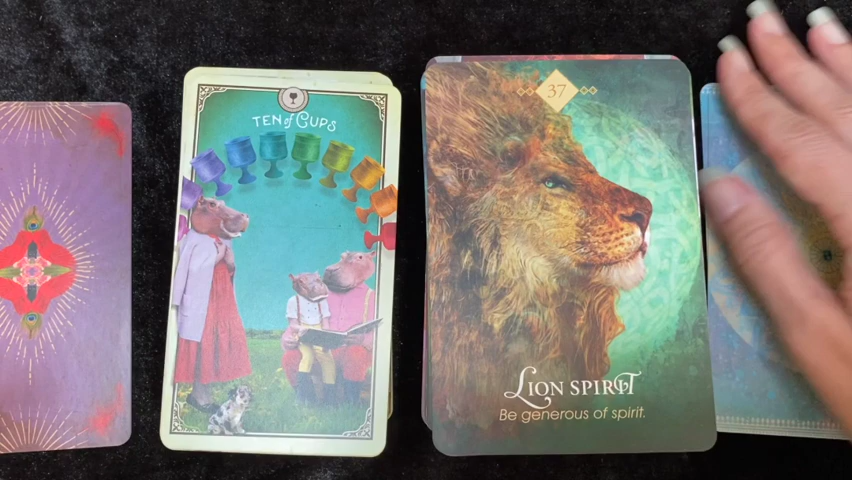 TEN of CUPS
37
LION SPIRIT
Be generous of spirit.